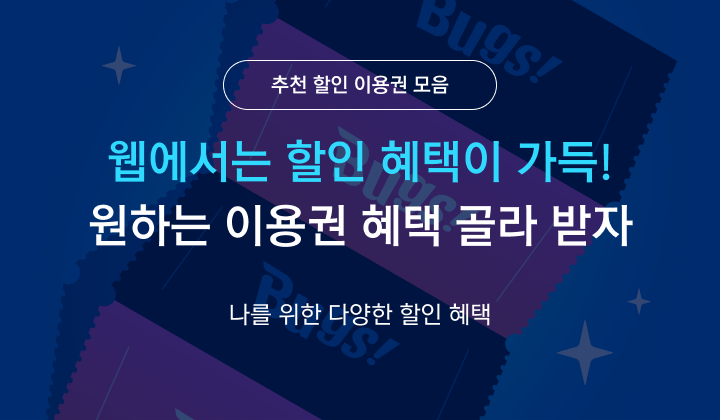 Bugs!
추천 할인 이용권 모음
웹에서는 할인 혜택이 가득!
Bugs!
원하는 이용권 혜택 골라 받자
Bugs!
나를 위한 다양한 할인 혜택